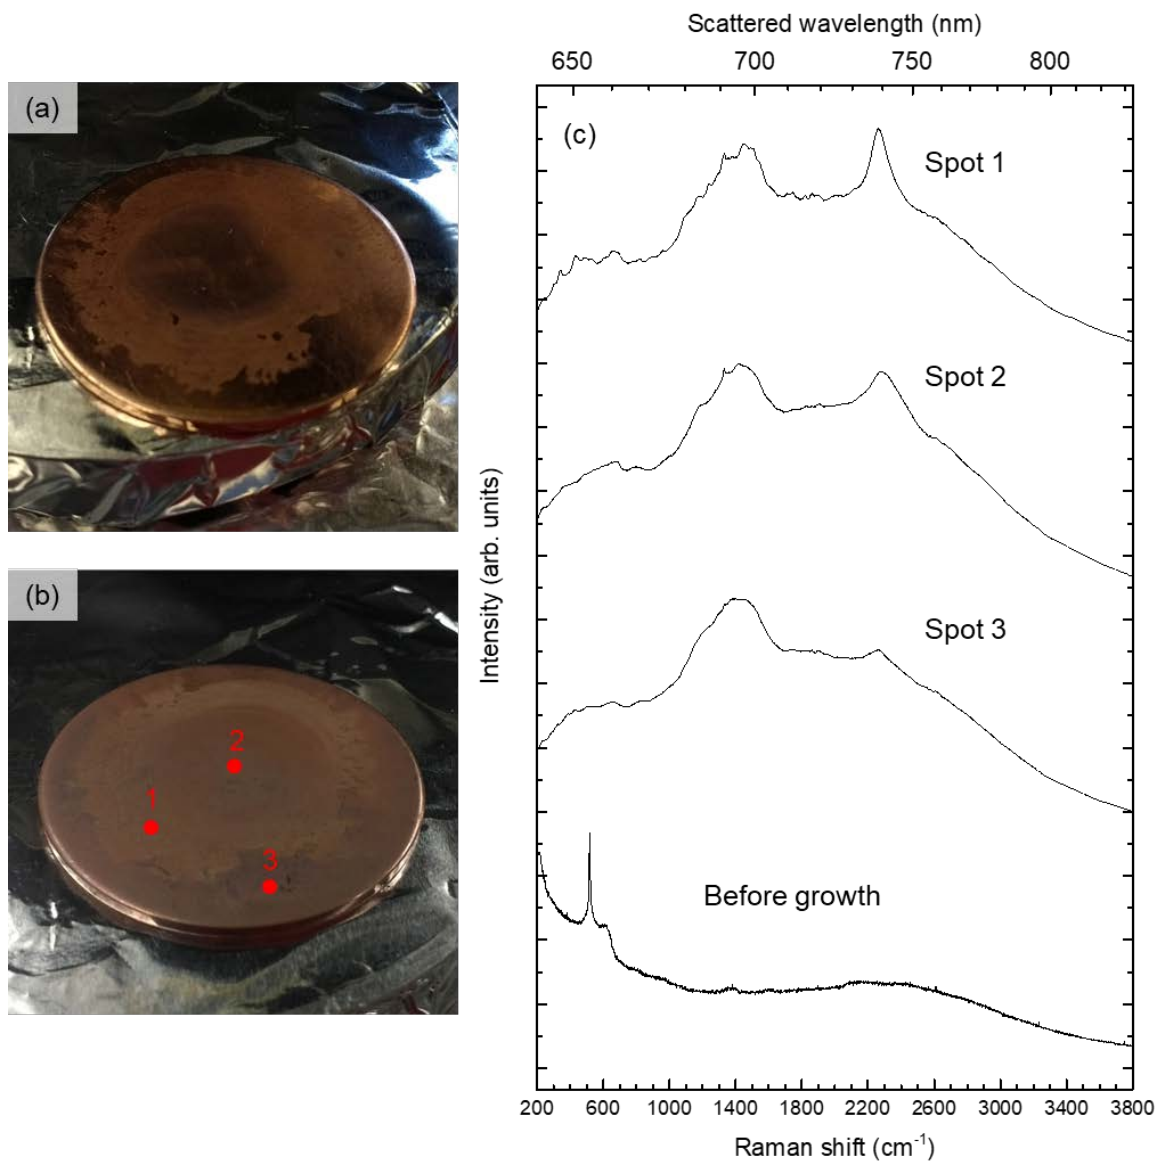 (a)
(b)
2
1
3
Scattered wavelength (nm)
650 700 750 800
(c)
Spot 1
Spot 2
Spot 3
Before growth
Intensity (arb. units)
200 600 1000 1400 1800 2200 2600 3000 3400 3800
Raman shift (cm⁻¹)